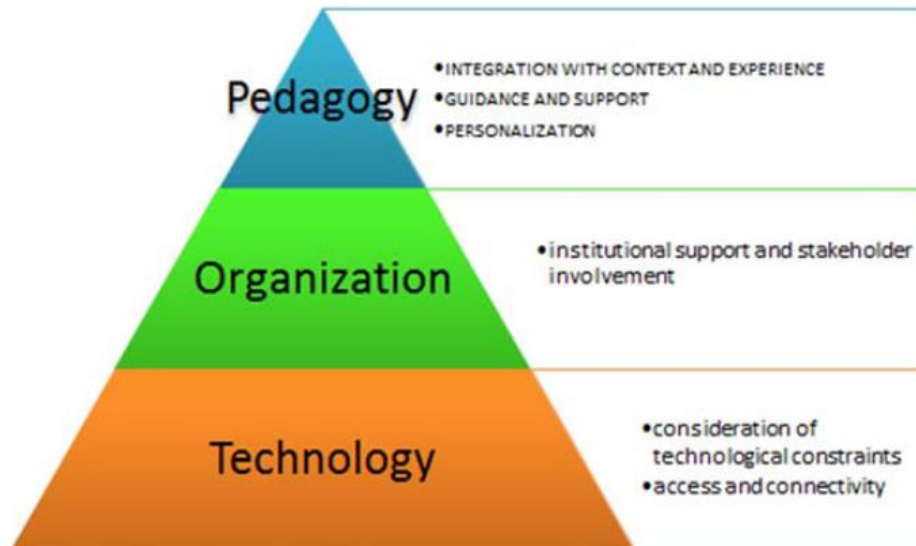 Pedagogy
•INTEGRATION WITH CONTEXT AND EXPERIENCE
•GUIDANCE AND SUPPORT
•PERSONALIZATION
Organization
•institutional support and stakeholder
involvement
Technology
•consideration of
technological constraints
•access and connectivity